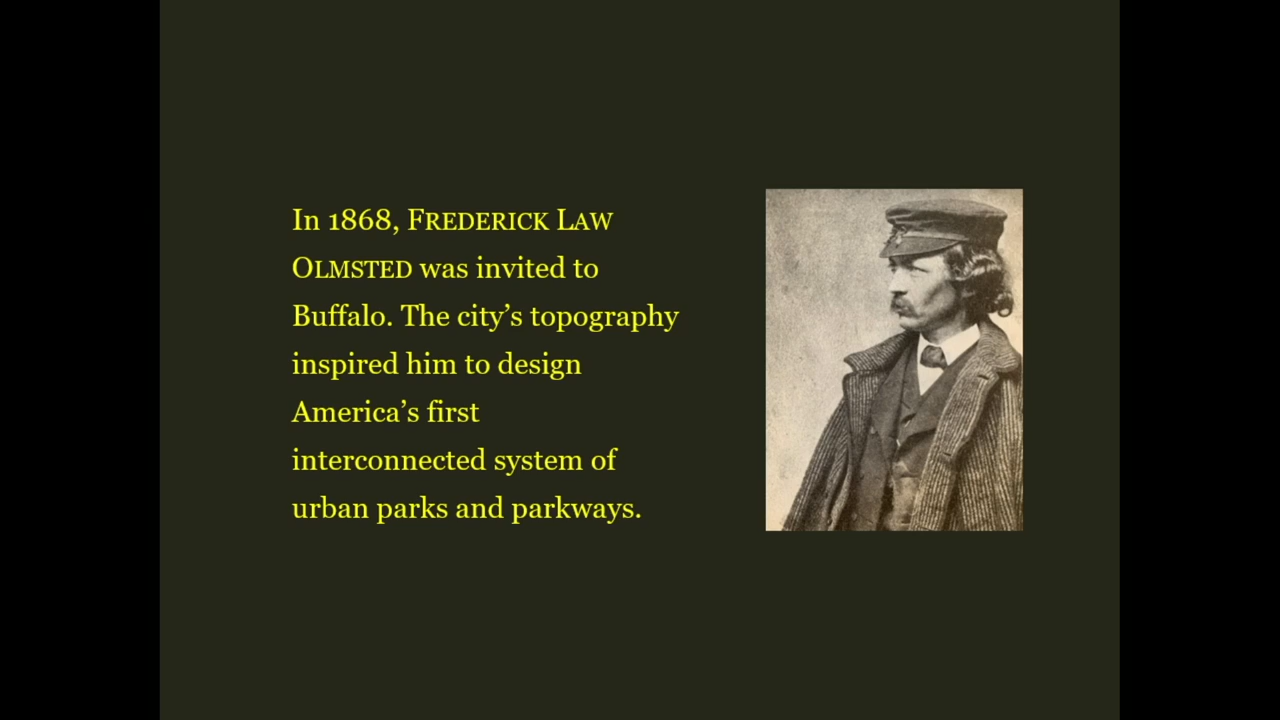 In 1868, FREDERICK LAW
OLMSTED was invited to
Buffalo. The city’s topography
inspired him to design
America’s first
interconnected system of
urban parks and parkways.